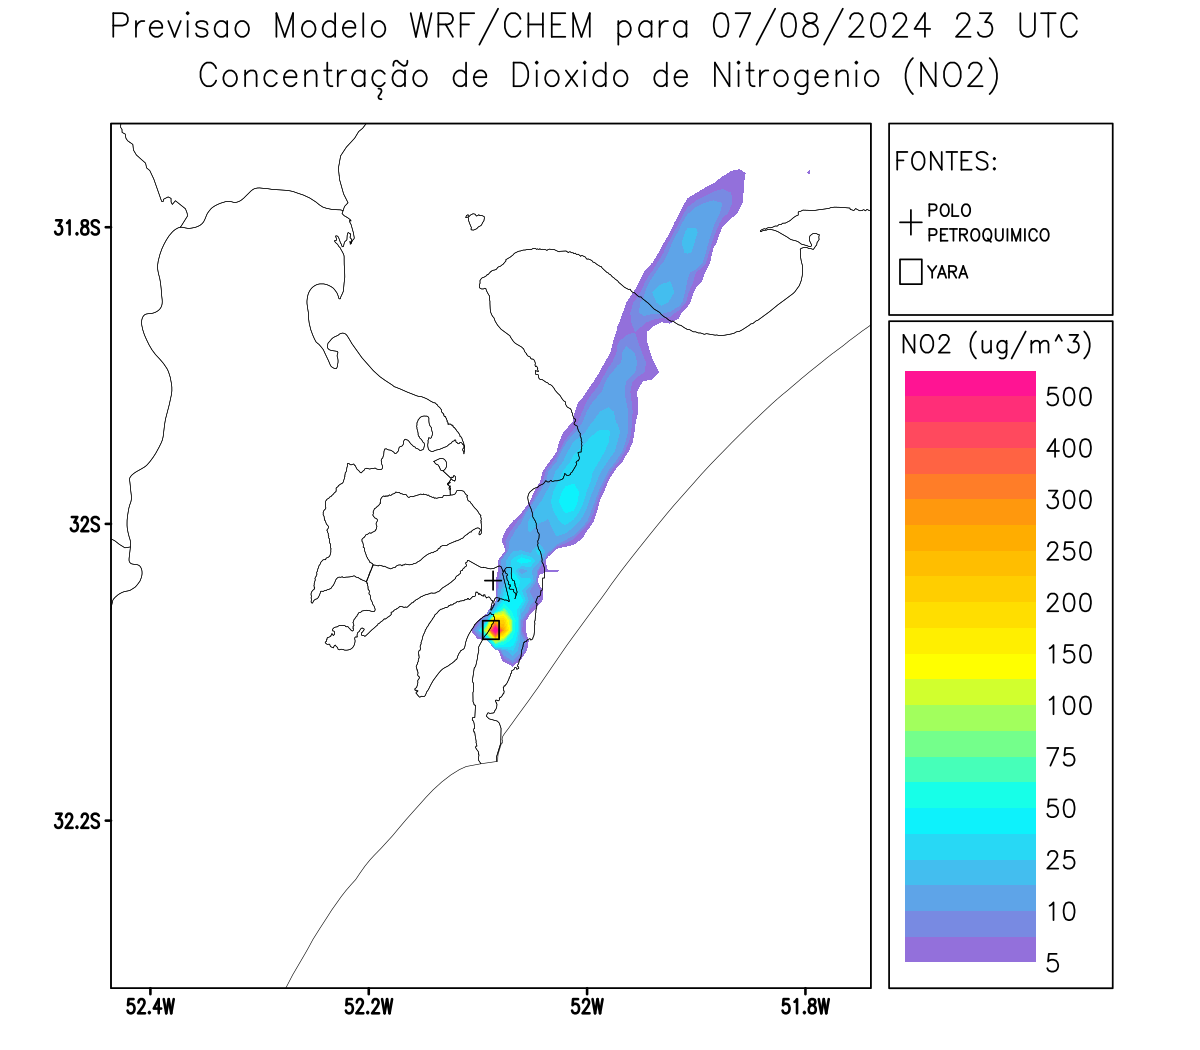 Previsao Modelo WRF/CHEM para 07/08/2024 23 UTC
Concentração de Dioxido de Nitrogenio (NO2)
FONTES:
POLO
PETROQUIMICO
YARA
NO2 (ug/m^3)
500
400
300
250
200
150
100
75
50
25
10
5
31.8S
32S
32.2S
52.4W
52.2W
52W
51.8W